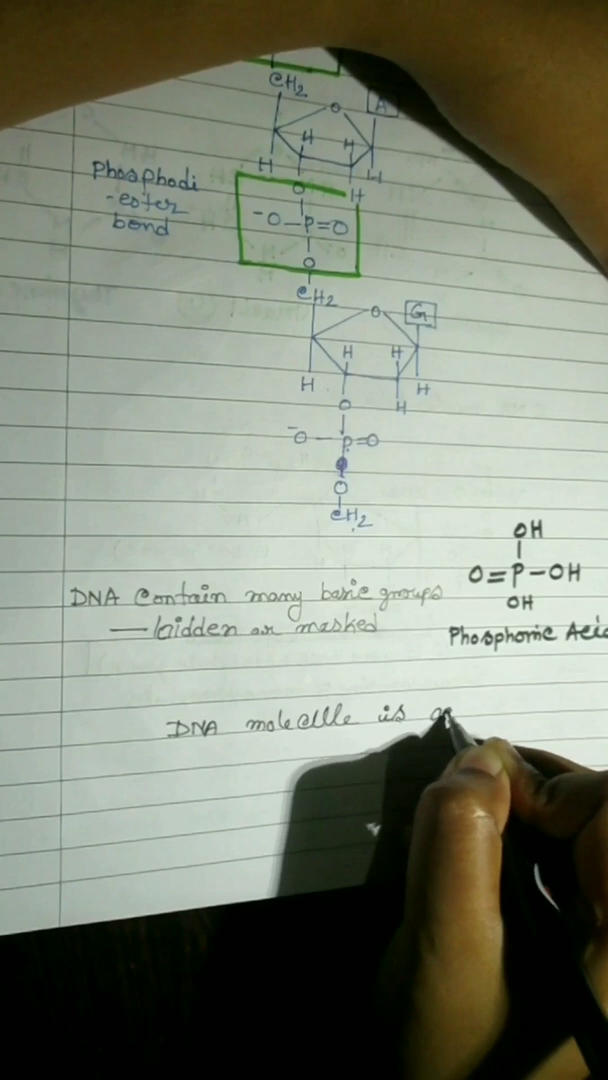 CH2
O
A
H H
H H
H
Phosphodi
-ester
bond
O
-O-P=O
O
CH2
O
G
H H
H H
H
O
-O-P=O
O
CH2
OH
O=P-OH
OH
Phosphoric Acid
DNA Contain many basic groups
— hidden or masked
DNA molecule is